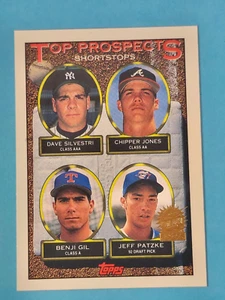 TOP PROSPECTS
SHORTSTOPS
DAVE SILVESTRI
CLASS AAA
CHIPPER JONES
CLASS AA
BENJI GIL
CLASS A
JEFF PATZKE
92 DRAFT PICK
Topps